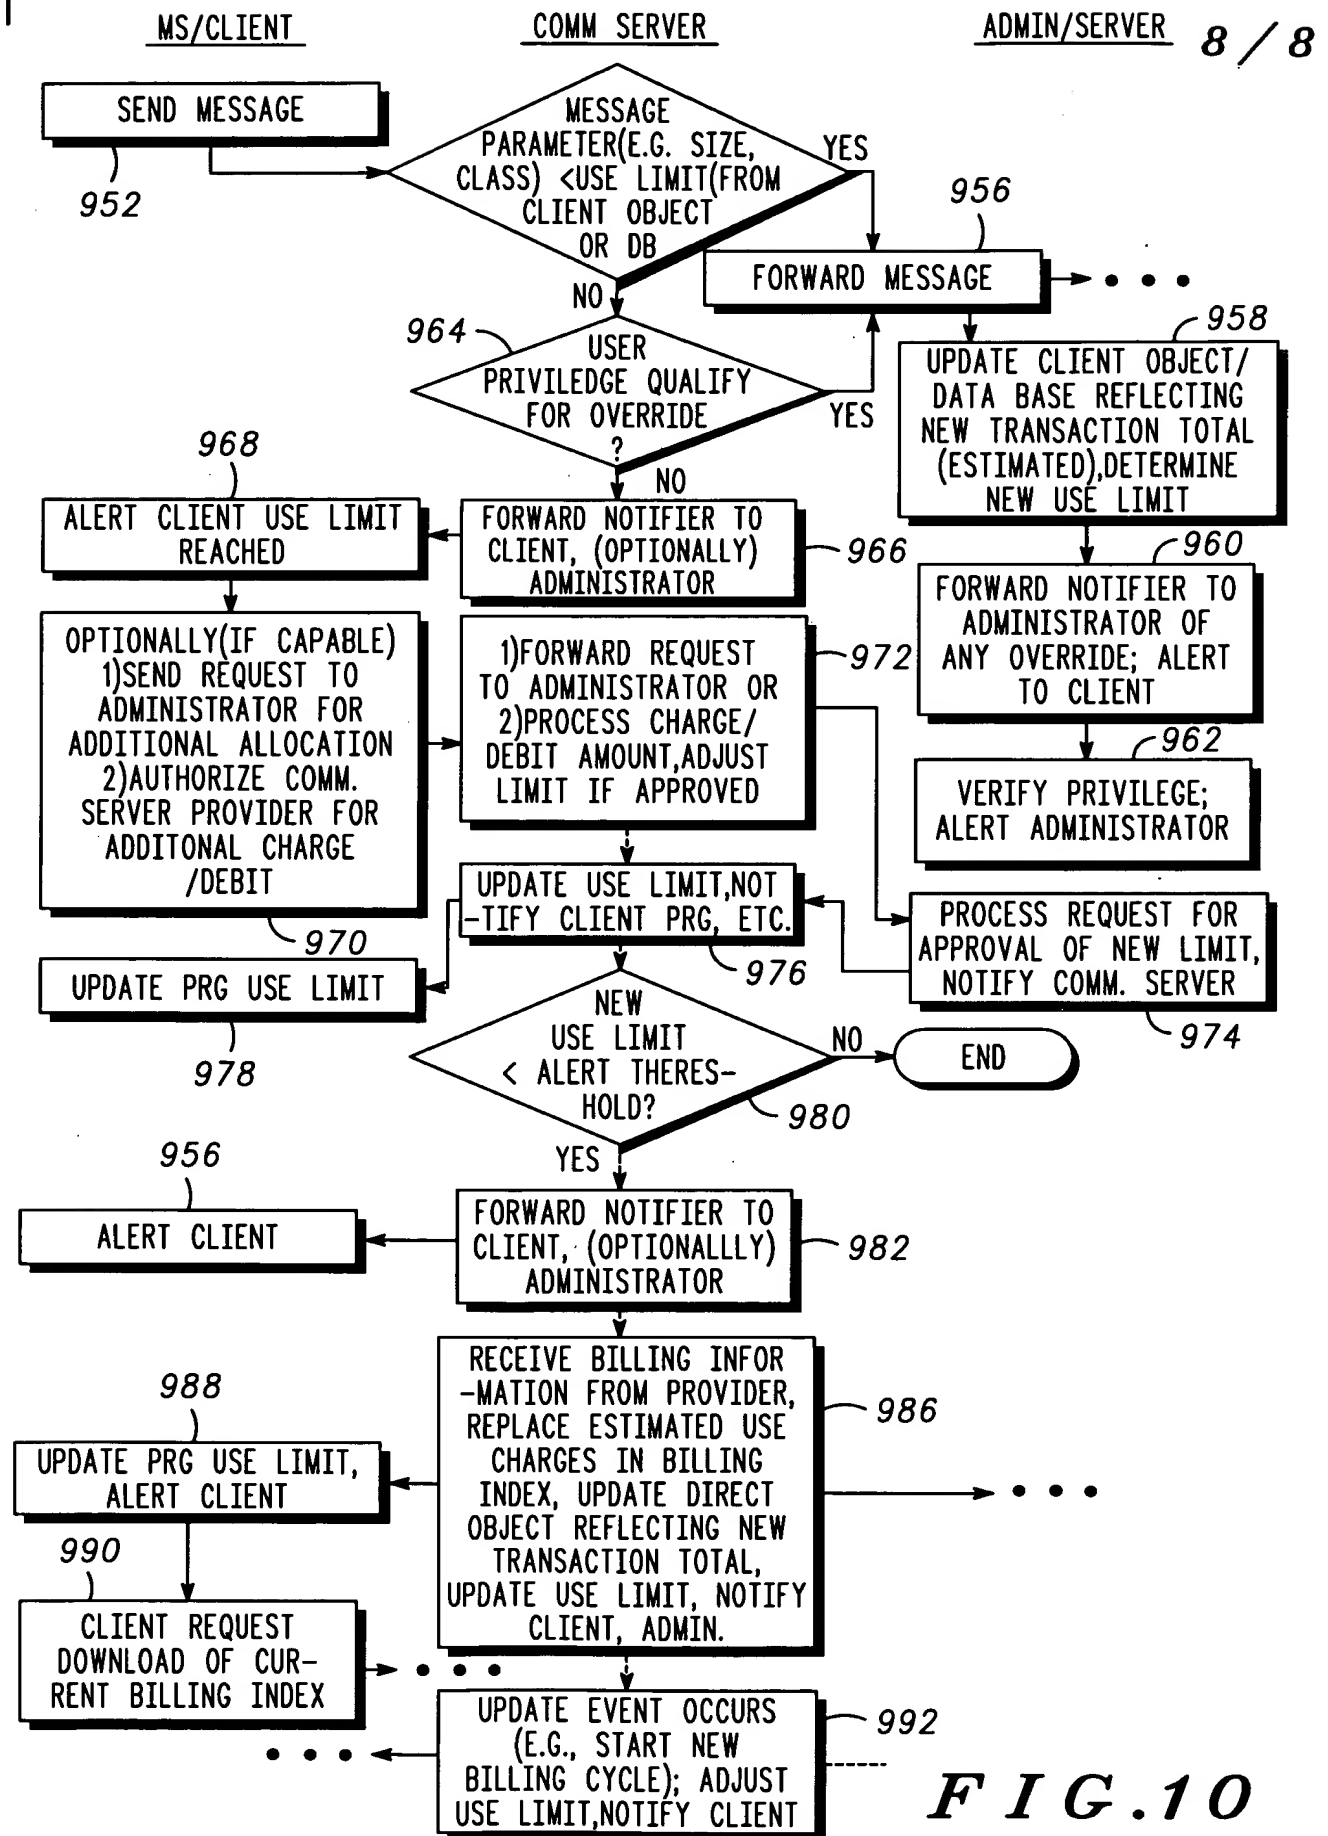 MS/CLIENT
COMM SERVER
ADMIN/SERVER
8/8
SEND MESSAGE
952
MESSAGE
PARAMETER(E.G. SIZE,
CLASS) <USE LIMIT(FROM
CLIENT OBJECT
OR DB
YES
NO
956
FORWARD MESSAGE
964
USER
PRIVILEDGE QUALIFY
FOR OVERRIDE
?
YES
NO
958
UPDATE CLIENT OBJECT/
DATA BASE REFLECTING
NEW TRANSACTION TOTAL
(ESTIMATED),DETERMINE
NEW USE LIMIT
968
ALERT CLIENT USE LIMIT
REACHED
FORWARD NOTIFIER TO
CLIENT, (OPTIONALLY)
ADMINISTRATOR
966
960
FORWARD NOTIFIER TO
ADMINISTRATOR OF
ANY OVERRIDE; ALERT
TO CLIENT
OPTIONALLY(IF CAPABLE)
1)SEND REQUEST TO
ADMINISTRATOR FOR
ADDITIONAL ALLOCATION
2)AUTHORIZE COMM.
SERVER PROVIDER FOR
ADDITONAL CHARGE
/DEBIT
970
1)FORWARD REQUEST
TO ADMINISTRATOR OR
2)PROCESS CHARGE/
DEBIT AMOUNT,ADJUST
LIMIT IF APPROVED
972
962
VERIFY PRIVILEGE;
ALERT ADMINISTRATOR
UPDATE USE LIMIT,NOT
-TIFY CLIENT PRG, ETC.
976
PROCESS REQUEST FOR
APPROVAL OF NEW LIMIT,
NOTIFY COMM. SERVER
974
UPDATE PRG USE LIMIT
978
NEW
USE LIMIT
< ALERT THERES-
HOLD?
980
NO
END
YES
956
ALERT CLIENT
FORWARD NOTIFIER TO
CLIENT, (OPTIONALLLY)
ADMINISTRATOR
982
RECEIVE BILLING INFOR
-MATION FROM PROVIDER,
REPLACE ESTIMATED USE
CHARGES IN BILLING
INDEX, UPDATE DIRECT
OBJECT REFLECTING NEW
TRANSACTION TOTAL,
UPDATE USE LIMIT, NOTIFY
CLIENT, ADMIN.
986
988
UPDATE PRG USE LIMIT,
ALERT CLIENT
990
CLIENT REQUEST
DOWNLOAD OF CUR-
RENT BILLING INDEX
UPDATE EVENT OCCURS
(E.G., START NEW
BILLING CYCLE); ADJUST
USE LIMIT,NOTIFY CLIENT
992
FIG.10